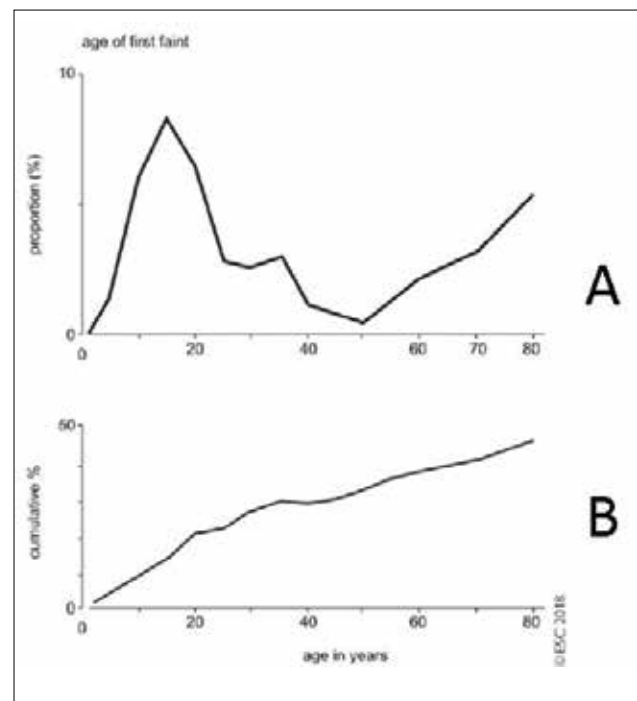 age of first faint
10
proportion (%)
0
0 20 40 60 70 80
A
50
cumulative %
0
0 20 40 60 80
B
age in years
©ESC 2018